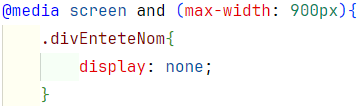 @media screen and (max-width: 900px){
.divEnteteNom{
display: none;
}